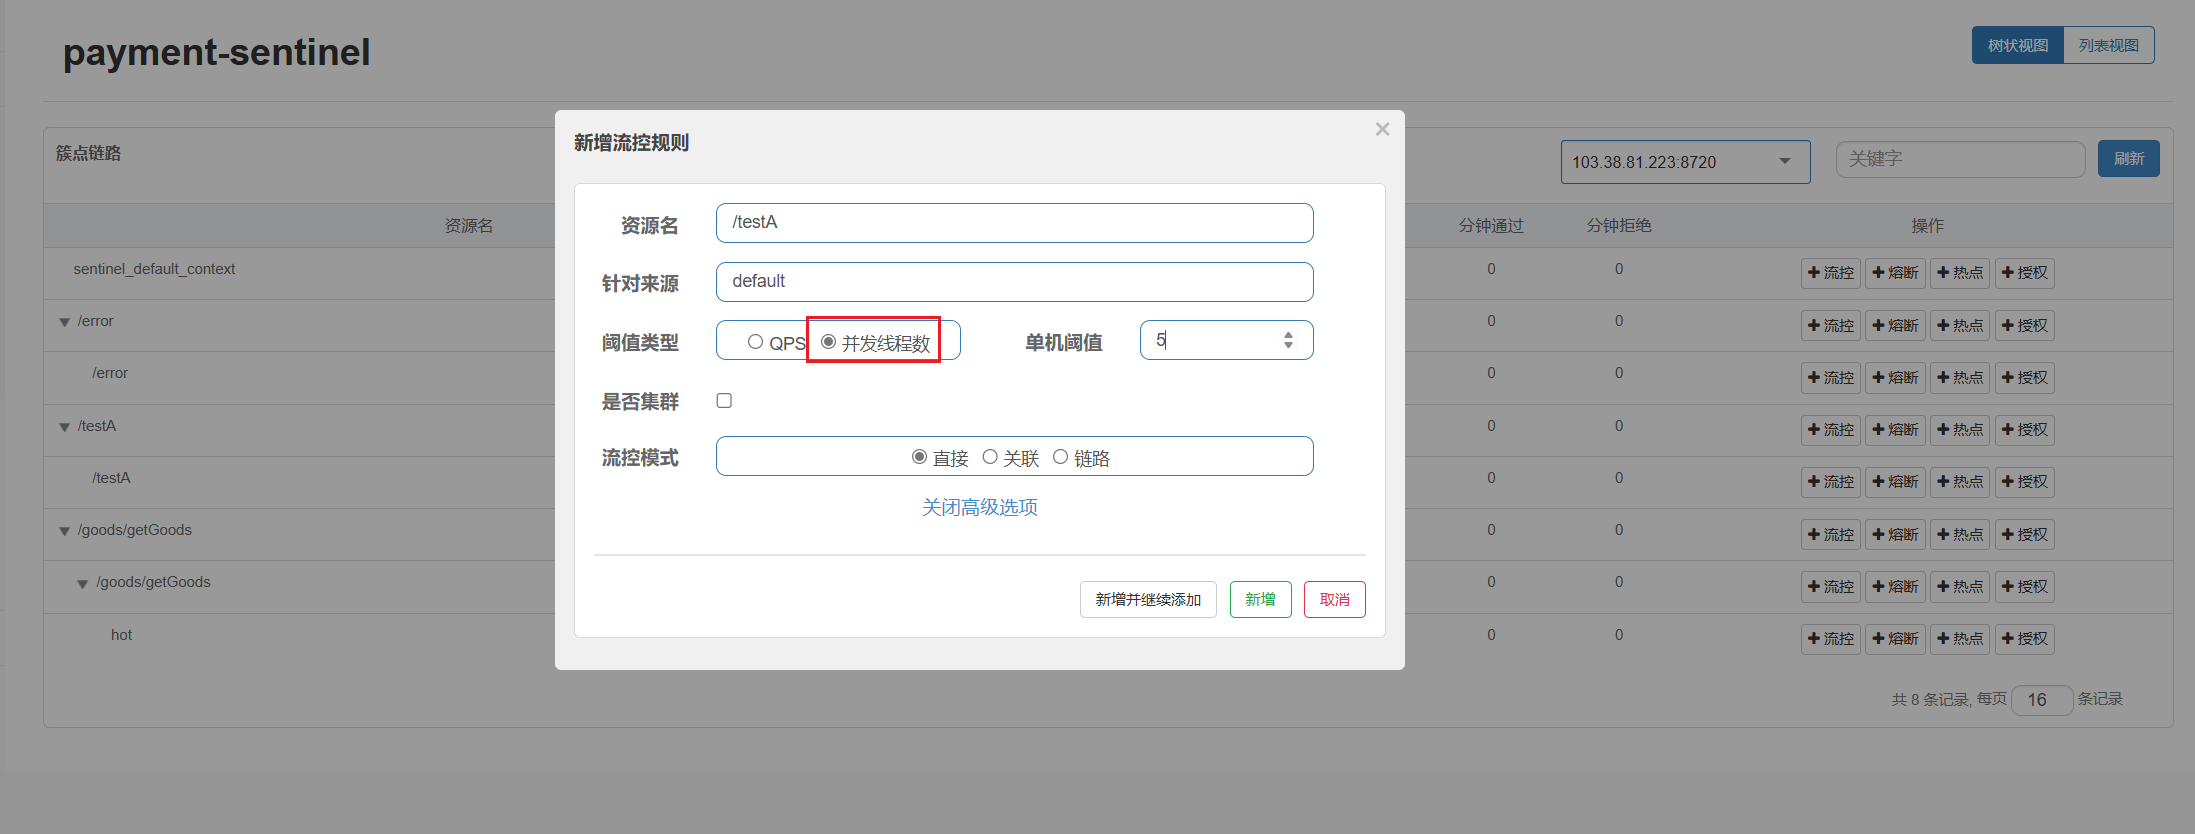 payment-sentinel
树状视图 列表视图
簇点链路
103.38.81.223:8720 关键字 刷新
资源名 分钟通过 分钟拒绝 操作
sentinel_default_context 0 0 流控 熔断 热点 授权
/error 0 0 流控 熔断 热点 授权
/error 0 0 流控 熔断 热点 授权
/testA 0 0 流控 熔断 热点 授权
/testA 0 0 流控 熔断 热点 授权
/goods/getGoods 0 0 流控 熔断 热点 授权
/goods/getGoods 0 0 流控 熔断 热点 授权
hot 0 0 流控 熔断 热点 授权
共 8 条记录, 每页 16 条记录
新增流控规则 ×
资源名 /testA
针对来源 default
阈值类型 QPS 并发线程数 单机阈值 5
是否集群
流控模式 直接 关联 链路
关闭高级选项
新增并继续添加 新增 取消